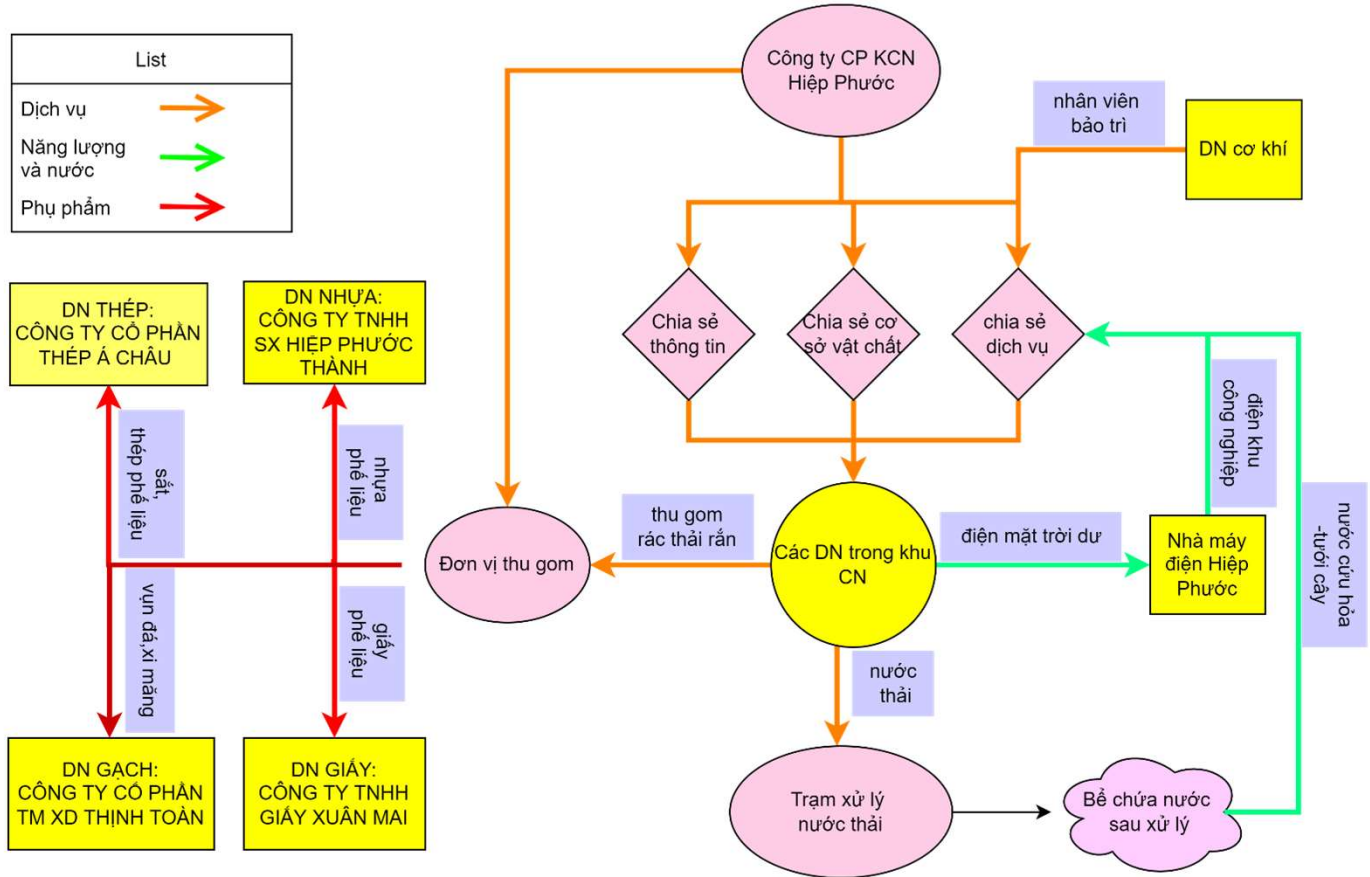 List
Dịch vụ
Năng lượng
và nước
Phụ phẩm
Công ty CP KCN
Hiệp Phước
nhân viên
bảo trì
DN cơ khí
DN THÉP:
CÔNG TY CỔ PHẦN
THÉP Á CHÂU
DN NHỰA:
CÔNG TY TNHH
SX HIỆP PHƯỚC
THÀNH
Chia sẻ
thông tin
Chia sẻ cơ
sở vật chất
chia sẻ
dịch vụ
sắt,
thép phế liệu
nhựa
phế liệu
điện khu
công nghiệp
nước cứu hỏa
-tưới cây
Đơn vị thu gom
thu gom
rác thải rắn
Các DN trong khu
CN
điện mặt trời dư
Nhà máy
điện Hiệp
Phước
vụn đá,xi măng
giấy
phế liệu
nước
thải
DN GẠCH:
CÔNG TY CỔ PHẦN
TM XD THỊNH TOÀN
DN GIẤY:
CÔNG TY TNHH
GIẤY XUÂN MAI
Trạm xử lý
nước thải
Bể chứa nước
sau xử lý